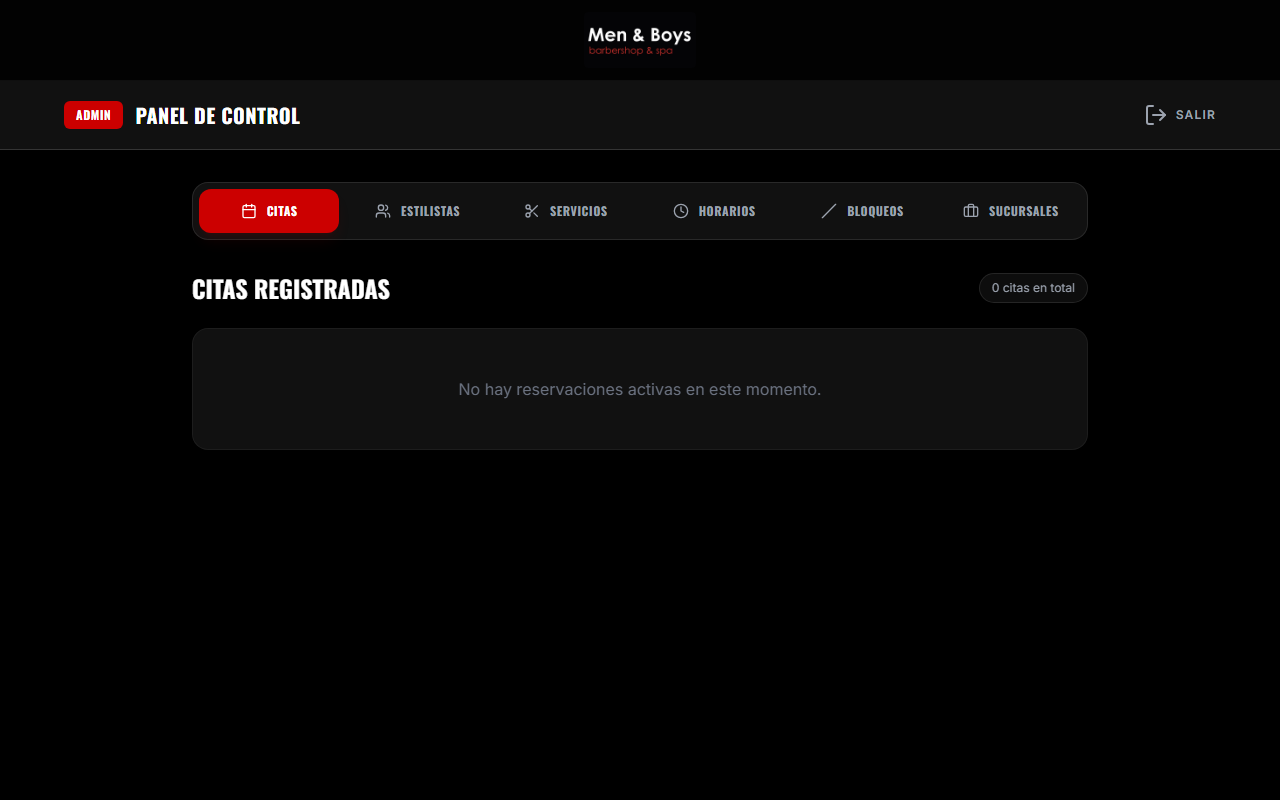 Men & Boys
barbershop & spa
ADMIN PANEL DE CONTROL SALIR
CITAS ESTILISTAS SERVICIOS HORARIOS BLOQUEOS SUCURSALES
CITAS REGISTRADAS 0 citas en total
No hay reservaciones activas en este momento.